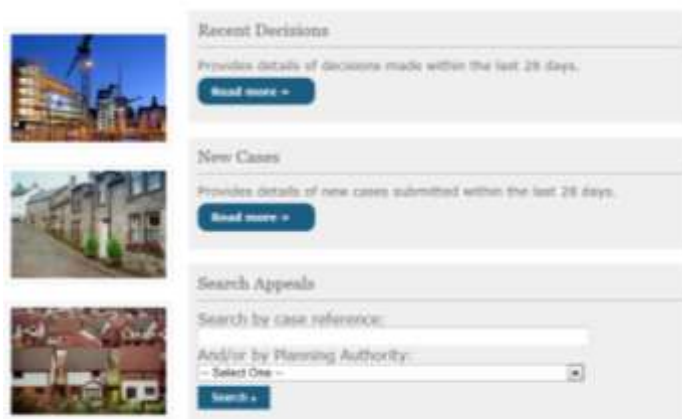 Recent Decisions
Provides details of decisions made within the last 28 days.
Read more »
New Cases
Provides details of new cases submitted within the last 28 days.
Read more »
Search Appeals
Search by case reference:
And/or by Planning Authority:
-- Select One --
Search »